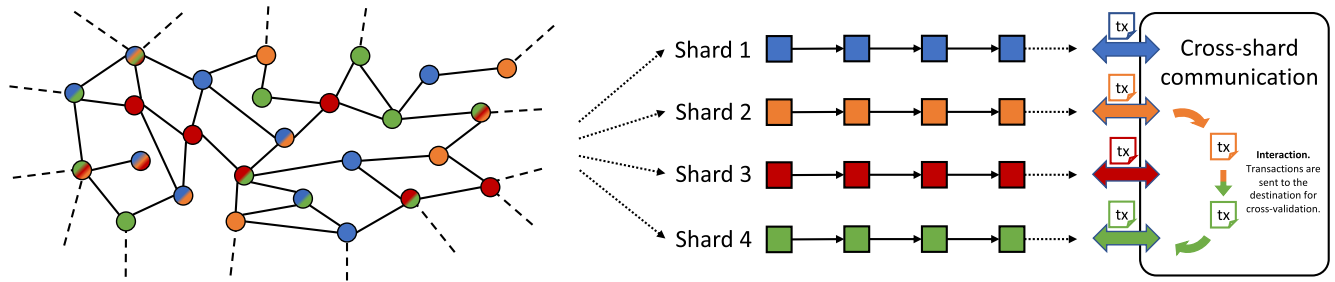 Shard 1
Shard 2
Shard 3
Shard 4
tx
tx
tx
tx
Cross-shard
communication
tx
tx
Interaction.
Transactions are
sent to the
destination for
cross-validation.